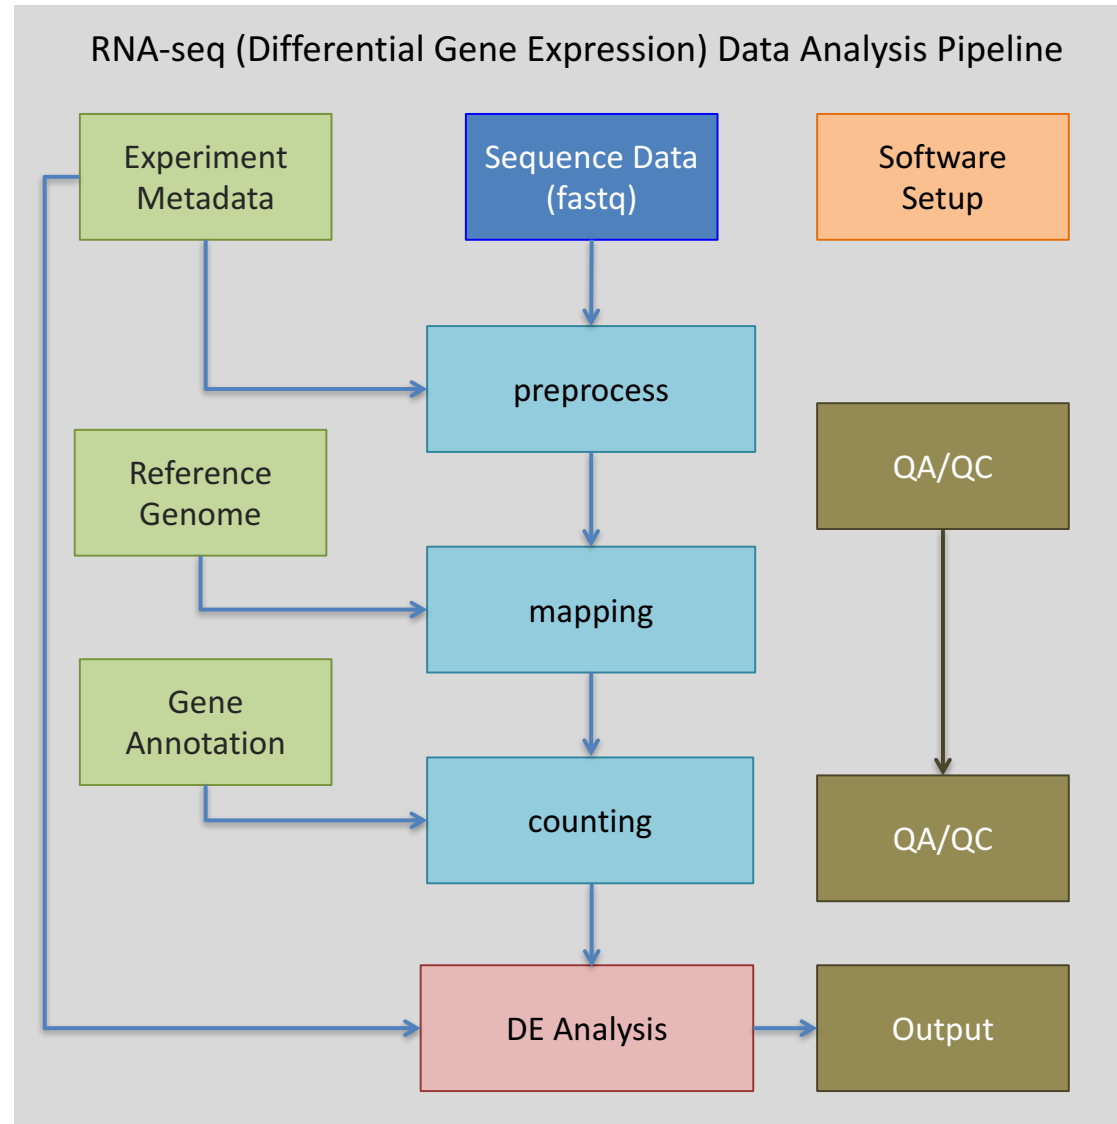 RNA-seq (Differential Gene Expression) Data Analysis Pipeline
Experiment
Metadata
Sequence Data
(fastq)
Software
Setup
preprocess
Reference
Genome
QA/QC
mapping
Gene
Annotation
counting
QA/QC
DE Analysis
Output